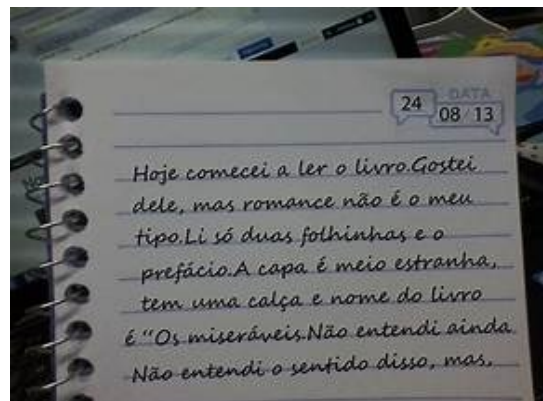 24
DATA
08/13
Hoje comecei a ler o livro.Gostei
dele, mas romance não é o meu
tipo.Li só duas folhinhas e o
prefácio.A capa é meio estranha,
tem uma calça e nome do livro
é "Os miseráveis.Não entendi ainda.
Não entendi o sentido disso, mas,